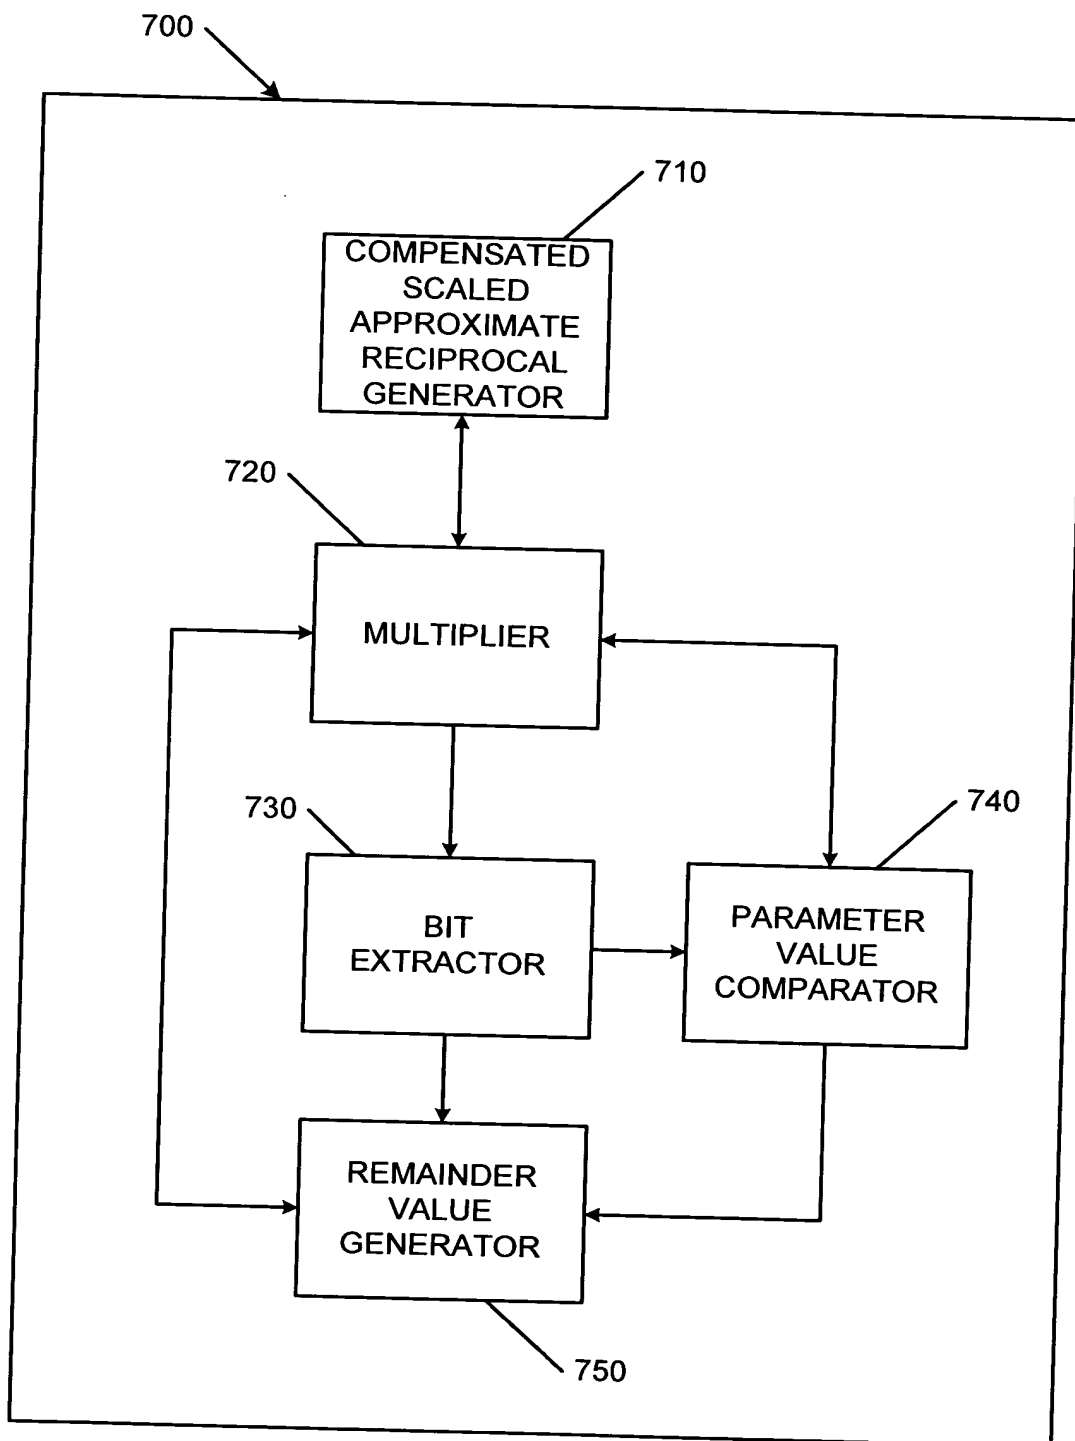 700
710
COMPENSATED
SCALED
APPROXIMATE
RECIPROCAL
GENERATOR
720
MULTIPLIER
730
740
BIT
EXTRACTOR
PARAMETER
VALUE
COMPARATOR
REMAINDER
VALUE
GENERATOR
750